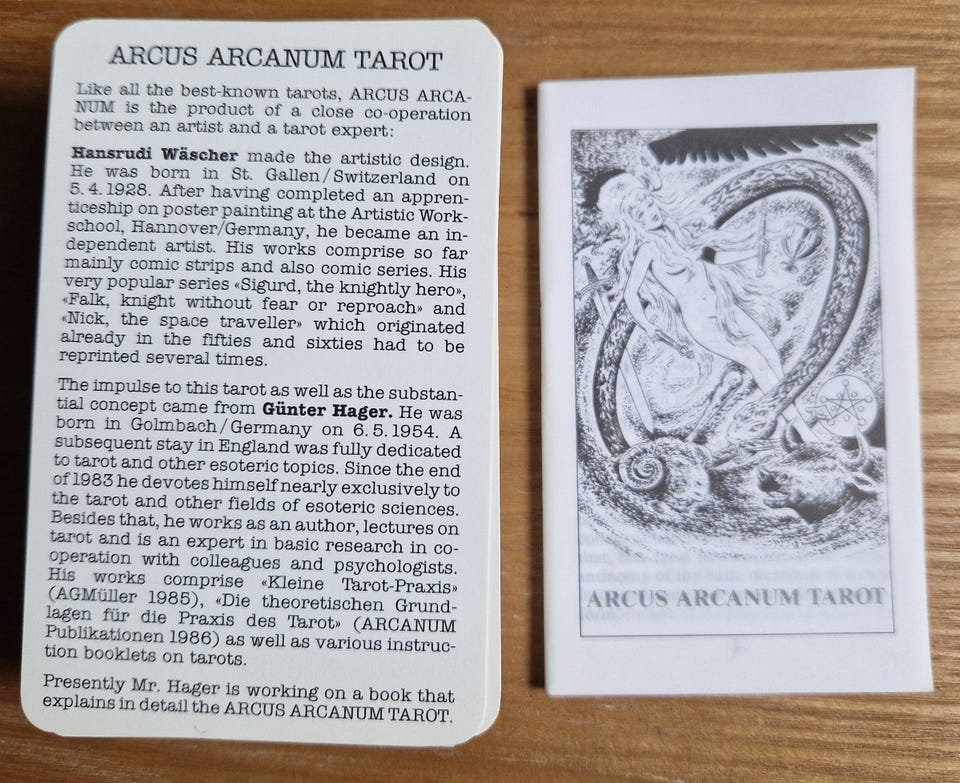 ARCUS ARCANUM TAROT
Like all the best-known tarots, ARCUS ARCA-
NUM is the product of a close co-operation
between an artist and a tarot expert:
Hansrudi Wäscher made the artistic design.
He was born in St. Gallen/Switzerland on
5.4.1928. After having completed an appren-
ticeship on poster painting at the Artistic Work-
school, Hannover/Germany, he became an in-
dependent artist. His works comprise so far
mainly comic strips and also comic series. His
very popular series «Sigurd, the knightly hero»,
«Falk, knight without fear or reproach» and
«Nick, the space traveller» which originated
already in the fifties and sixties had to be
reprinted several times.
The impulse to this tarot as well as the substan-
tial concept came from Günter Hager. He was
born in Golmbach/Germany on 6.5.1954. A
subsequent stay in England was fully dedicated
to tarot and other esoteric topics. Since the end
of 1983 he devotes himself nearly exclusively to
the tarot and other fields of esoteric sciences.
Besides that, he works as an author, lectures on
tarot and is an expert in basic research in co-
operation with colleagues and psychologists.
His works comprise «Kleine Tarot-Praxis»
(AGMüller 1985), «Die theoretischen Grund-
lagen für die Praxis des Tarot» (ARCANUM
Publikationen 1986) as well as various instruc-
tion booklets on tarots.
Presently Mr. Hager is working on a book that
explains in detail the ARCUS ARCANUM TAROT.
ARCUS ARCANUM TAROT